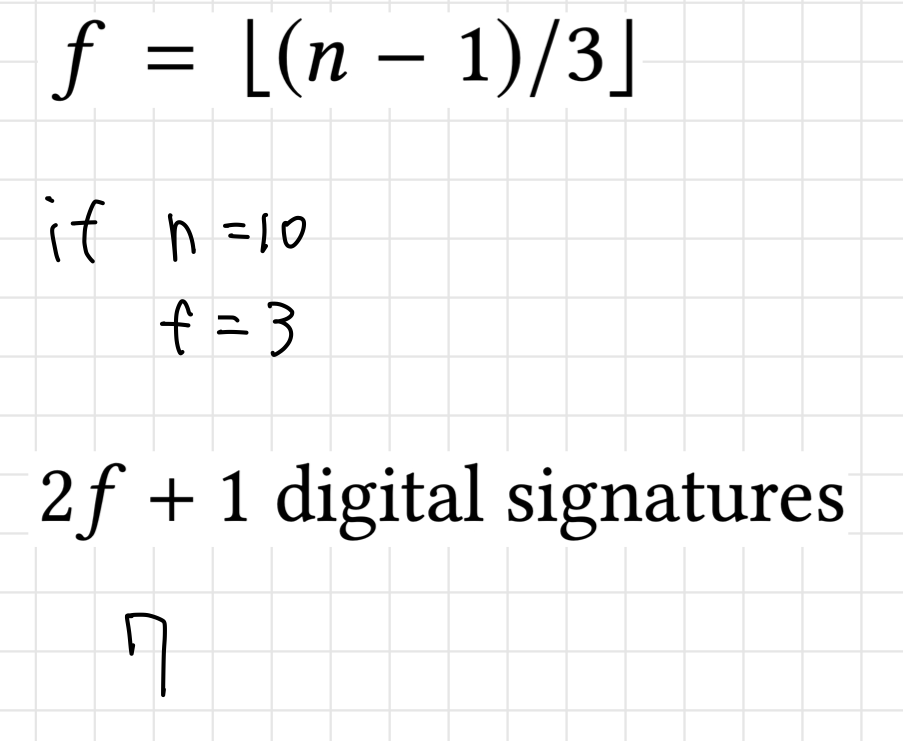 f = ⌊(n − 1)/3⌋
if n = 10
f = 3
2f + 1 digital signatures
7